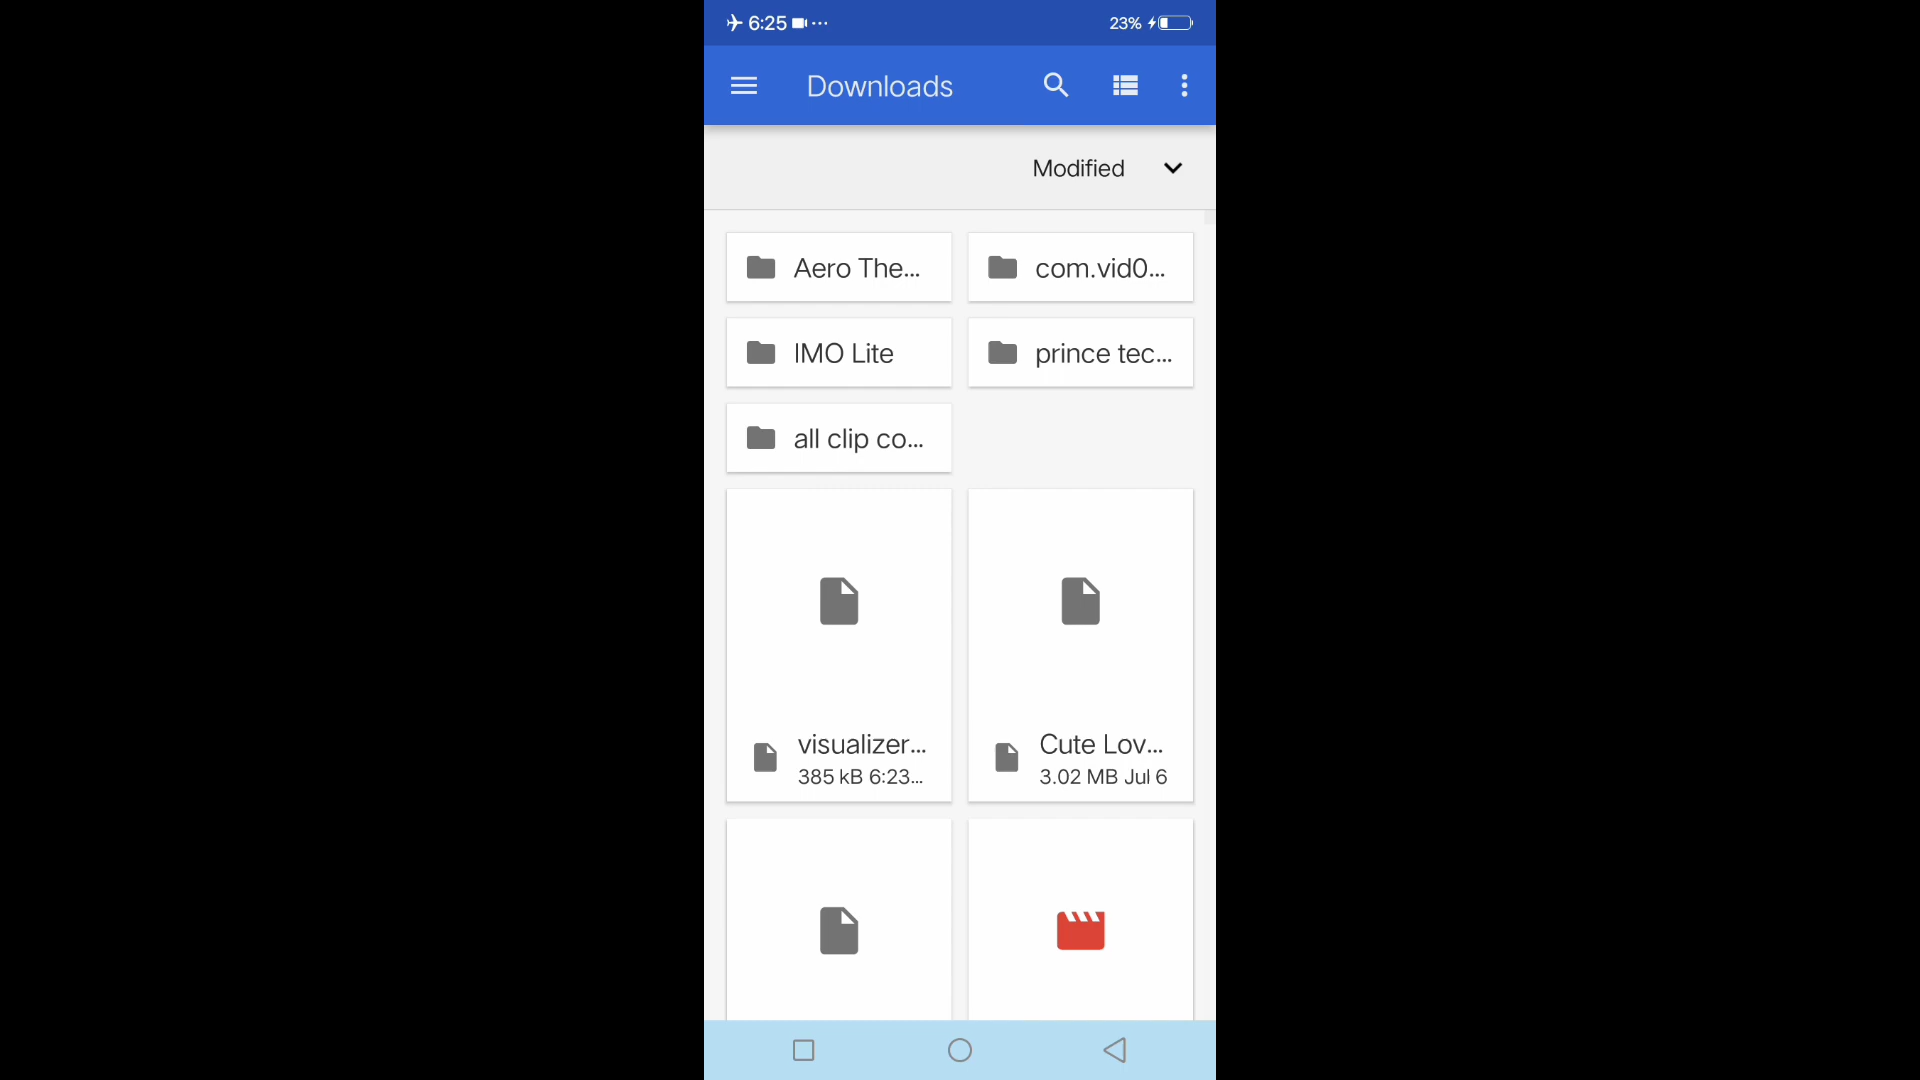 6:25 ... 23%
Downloads
Modified
Aero The... com.vid0...
IMO Lite prince tec...
all clip co...
visualizer... Cute Lov...
385 kB 6:23... 3.02 MB Jul 6